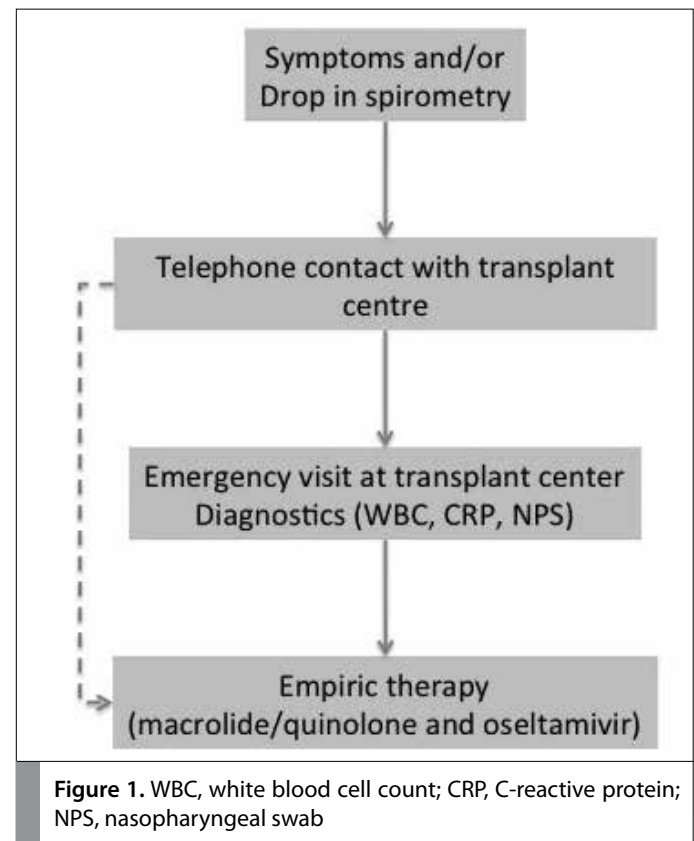 Symptoms and/or
Drop in spirometry
Telephone contact with transplant
centre
Emergency visit at transplant center
Diagnostics (WBC, CRP, NPS)
Empiric therapy
(macrolide/quinolone and oseltamivir)
Figure 1. WBC, white blood cell count; CRP, C-reactive protein;
NPS, nasopharyngeal swab